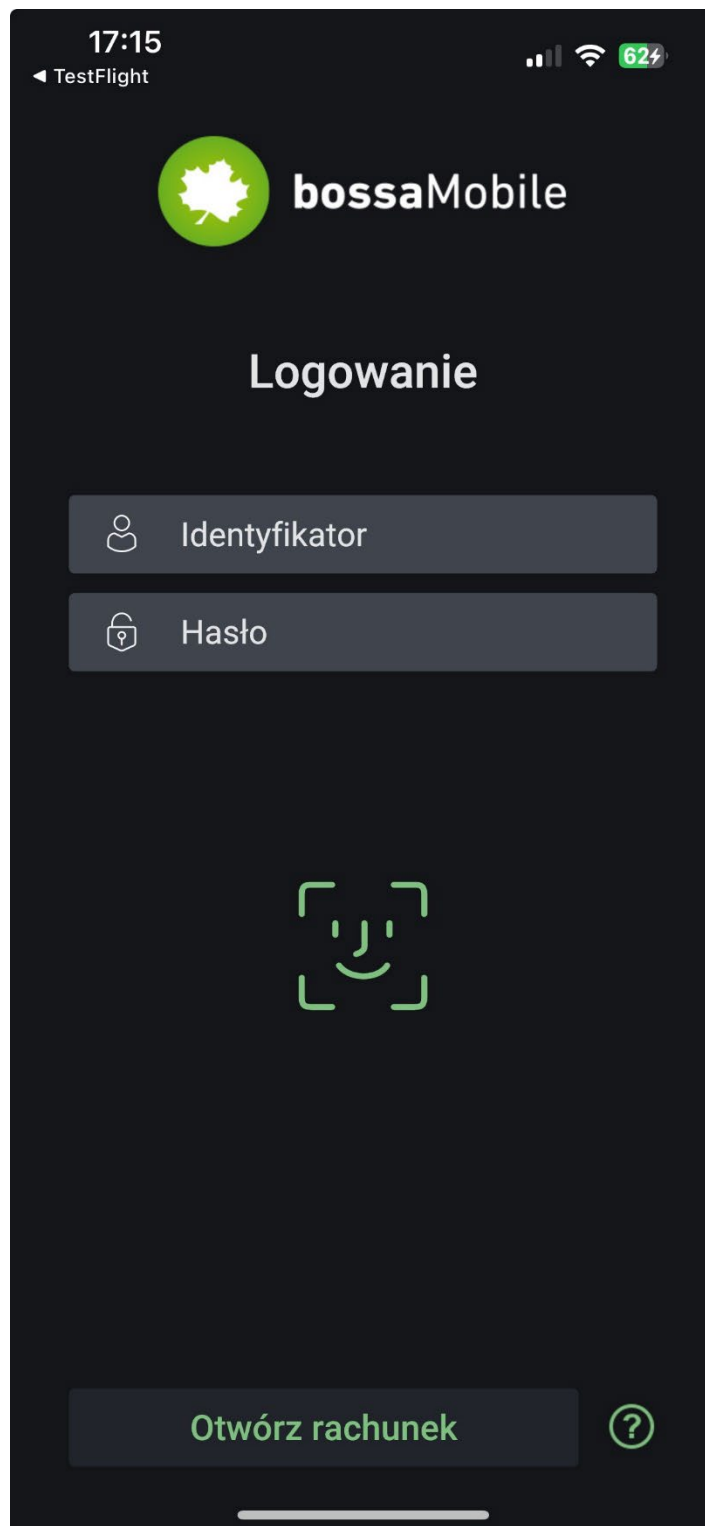 17:15
62
◀ TestFlight
bossaMobile
Logowanie
Identyfikator
Hasło
Otwórz rachunek
?